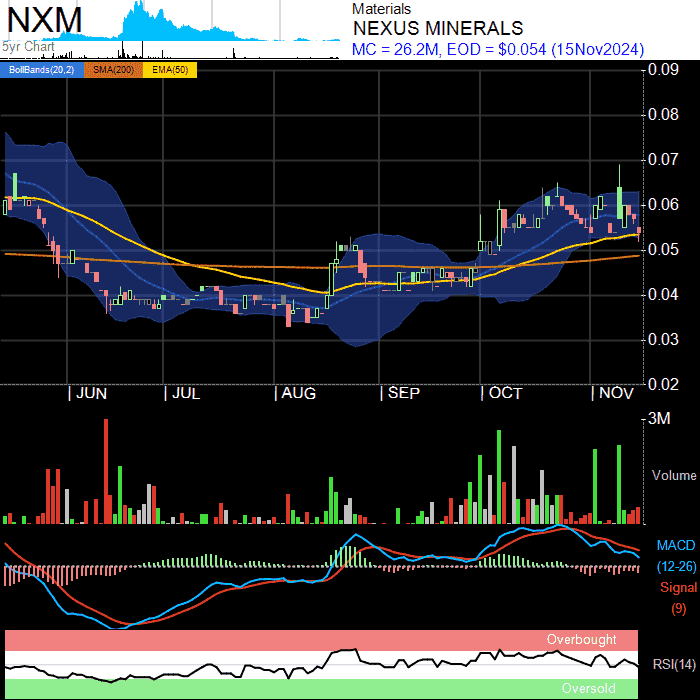 NXM
5yr Chart
Materials
NEXUS MINERALS
MC = 26.2M, EOD = $0.054 (15Nov2024)
BollBands(20,2) SMA(200) EMA(50)
0.09
0.08
0.07
0.06
0.05
0.04
0.03
0.02
JUN JUL AUG SEP OCT NOV
3M
Volume
MACD
(12-26)
Signal
(9)
Overbought
RSI(14)
Oversold